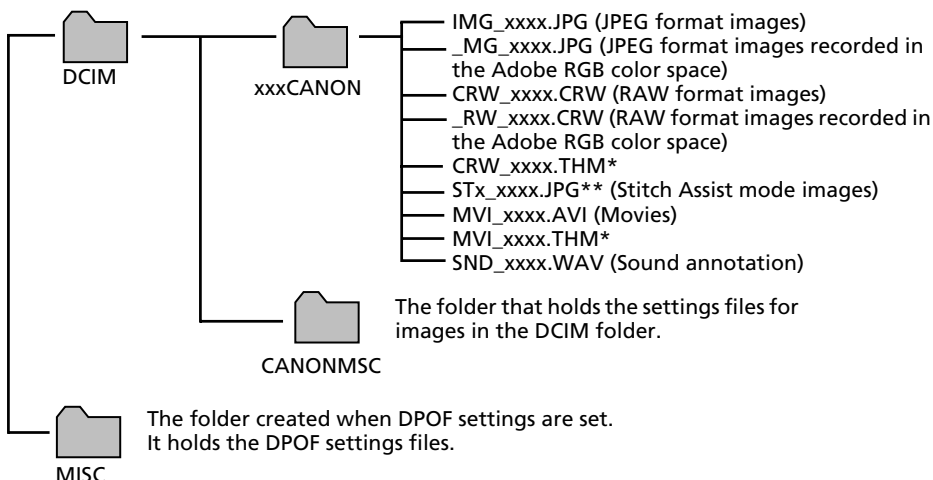 DCIM
xxxCANON
IMG_xxxx.JPG (JPEG format images)
_MG_xxxx.JPG (JPEG format images recorded in
the Adobe RGB color space)
CRW_xxxx.CRW (RAW format images)
_RW_xxxx.CRW (RAW format images recorded in
the Adobe RGB color space)
CRW_xxxx.THM*
STx_xxxx.JPG** (Stitch Assist mode images)
MVI_xxxx.AVI (Movies)
MVI_xxxx.THM*
SND_xxxx.WAV (Sound annotation)
The folder that holds the settings files for
images in the DCIM folder.
CANONMSC
The folder created when DPOF settings are set.
It holds the DPOF settings files.
MISC